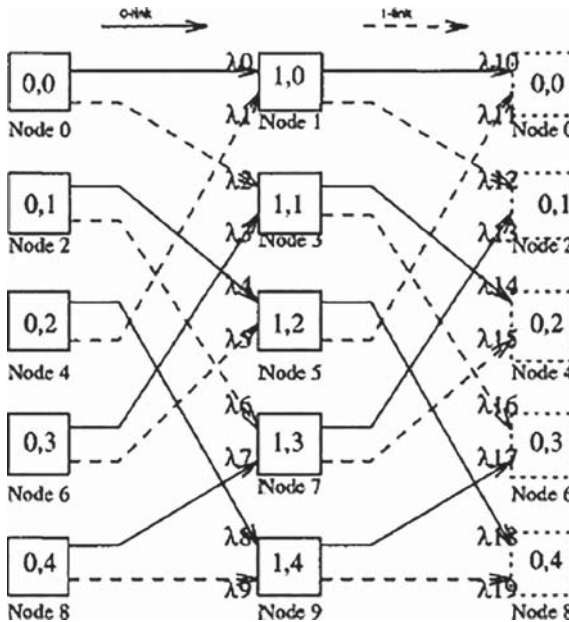 0-link 1-link
λ0 λ10
0,0 1,0 0,0
λ1 λ11
Node 0 Node 1 Node 0
λ2 λ12
0,1 1,1 0,1
λ3 λ13
Node 2 Node 3 Node 2
λ4 λ14
0,2 1,2 0,2
λ5 λ15
Node 4 Node 5 Node 4
λ6 λ16
0,3 1,3 0,3
λ7 λ17
Node 6 Node 7 Node 6
λ8 λ18
0,4 1,4 0,4
λ9 λ19
Node 8 Node 9 Node 8